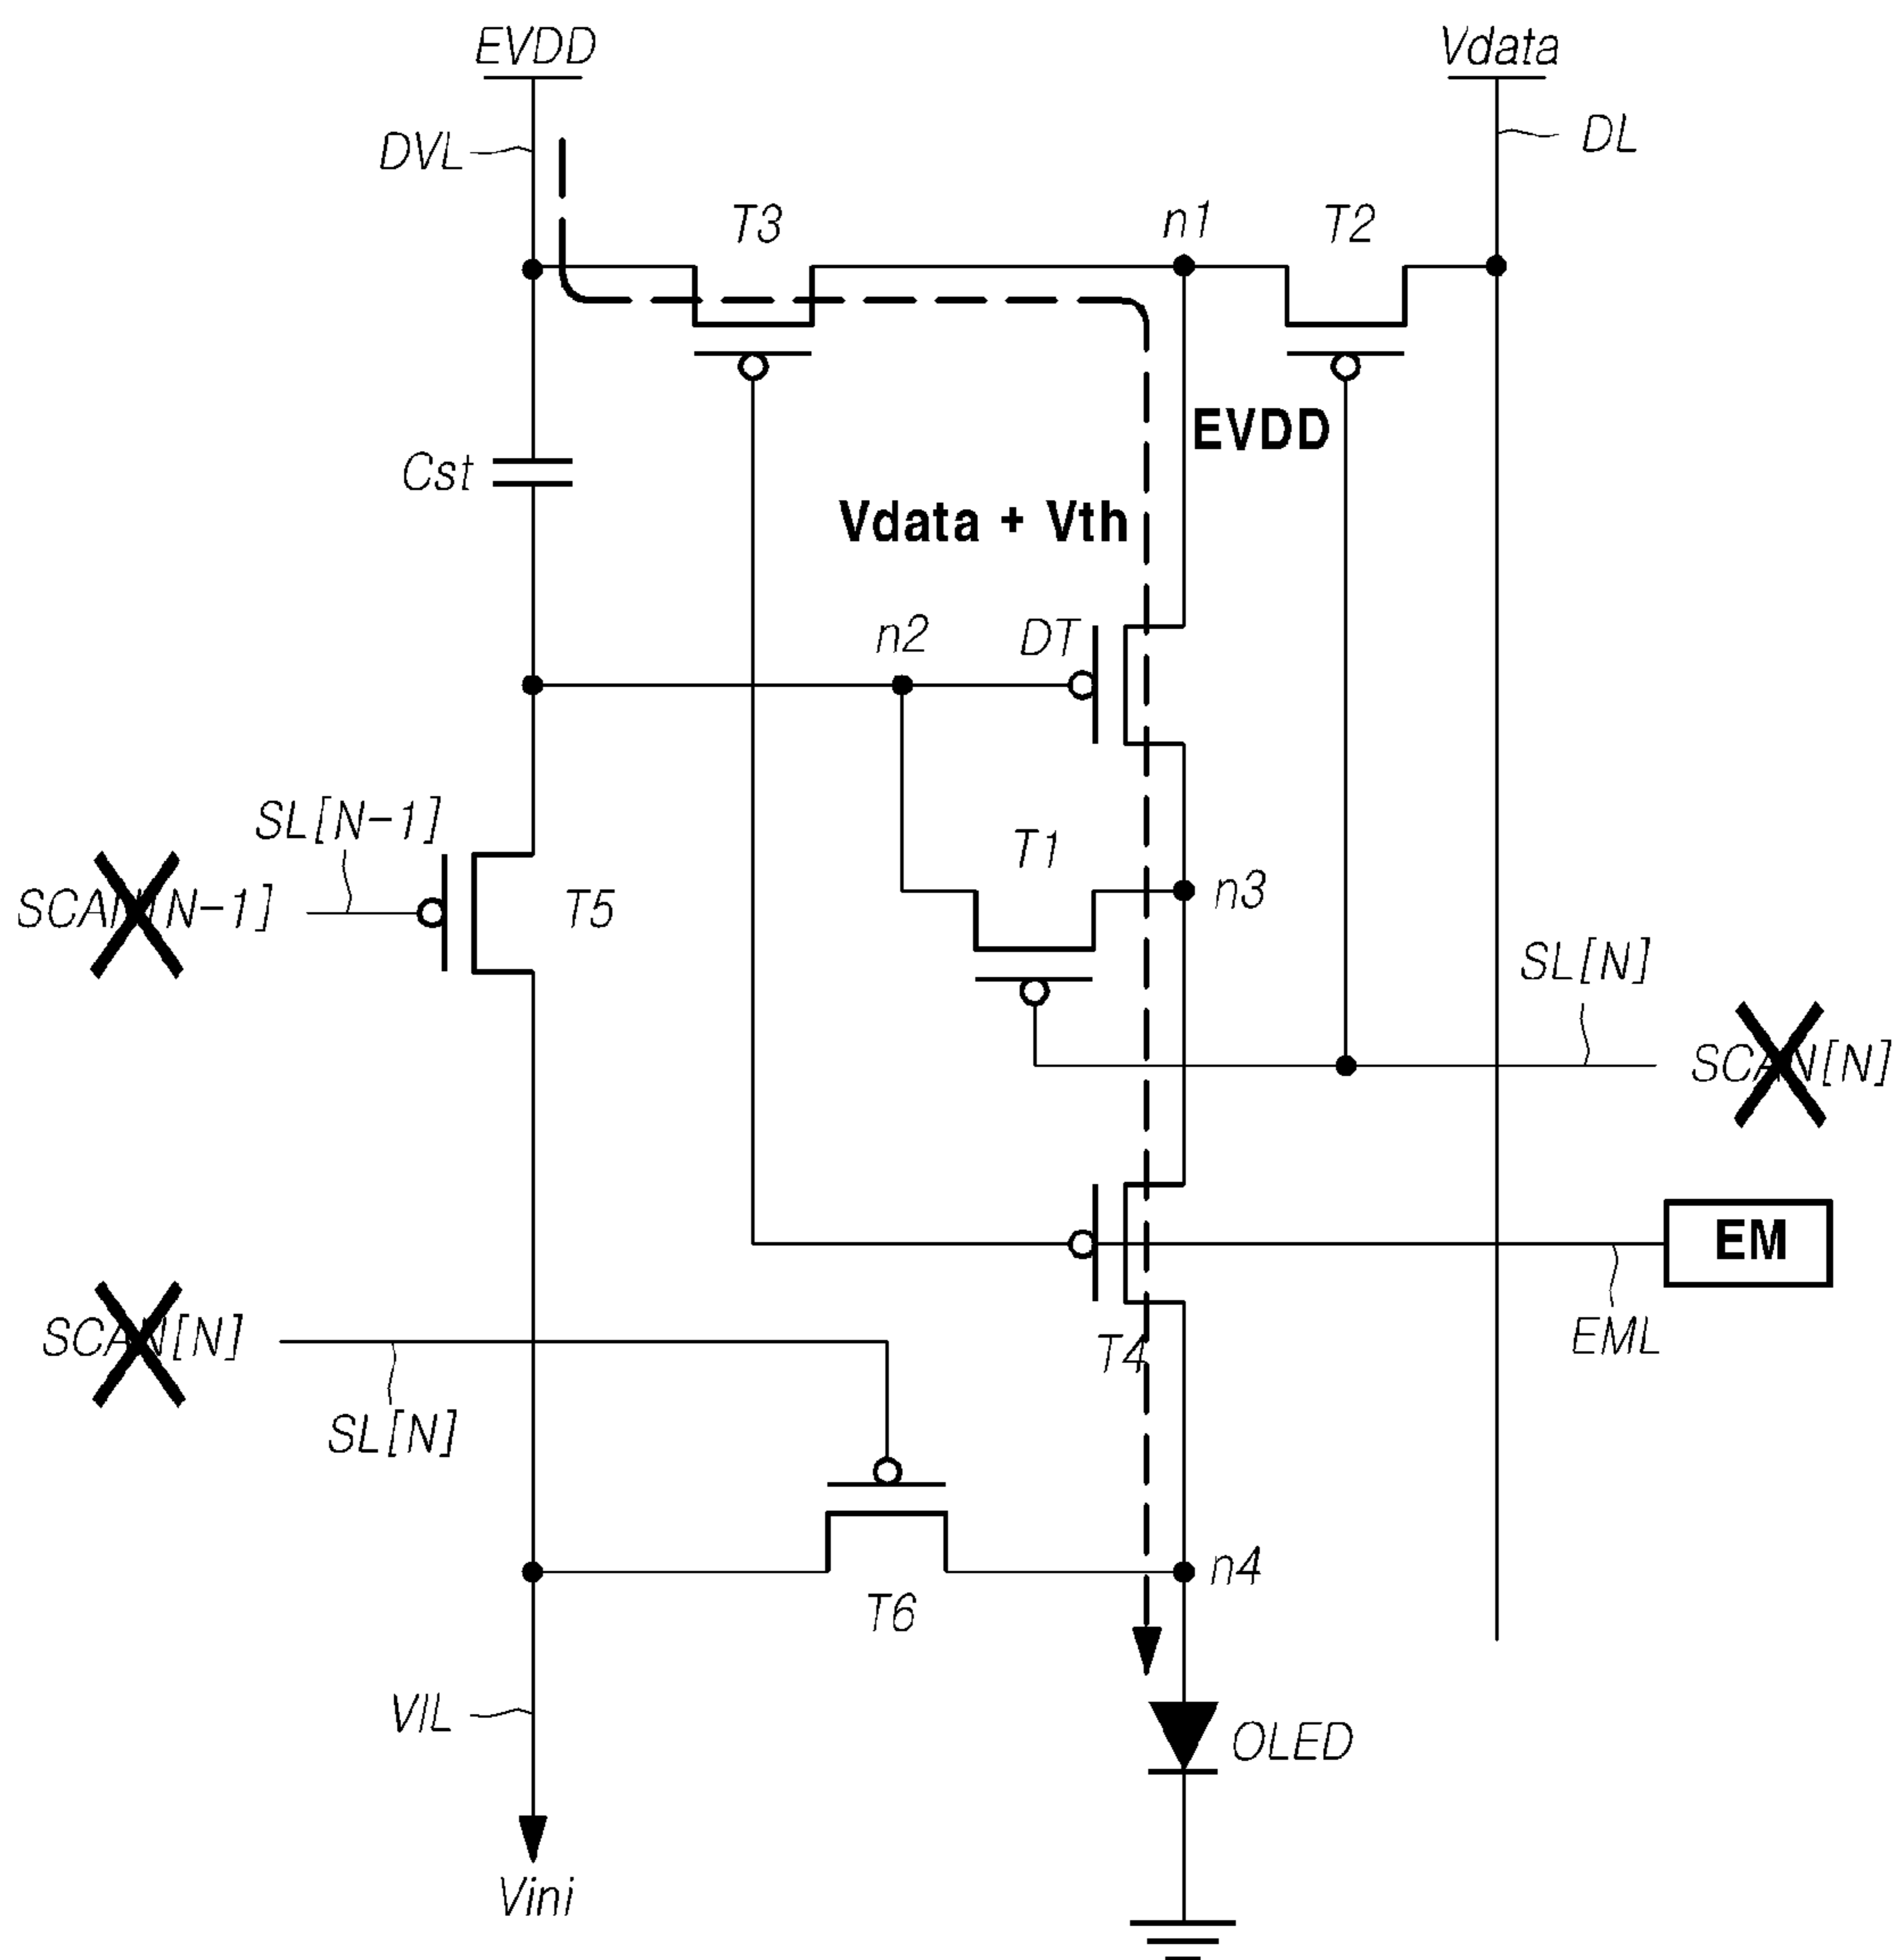 EVDD
Vdata
DVL
DL
T3
n1
T2
EVDD
Cst
Vdata + Vth
n2
DT
SL[N-1]
T1
SCAN[N-1]
T5
n3
SL[N]
SCAN[N]
EM
SCAN[N]
T4
EML
SL[N]
n4
T6
VIL
OLED
Vini